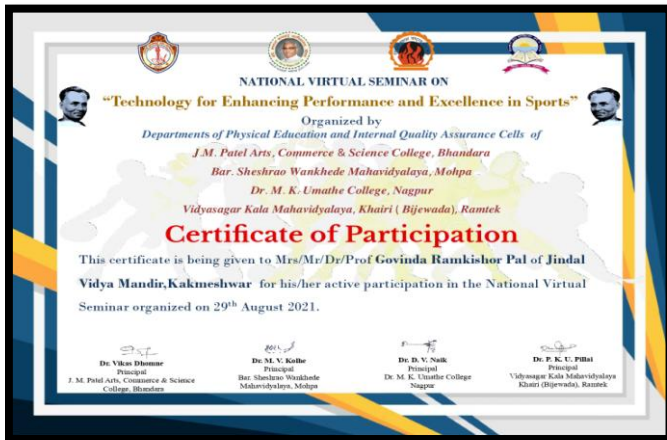 NATIONAL VIRTUAL SEMINAR ON
“Technology for Enhancing Performance and Excellence in Sports”
Organized by
Departments of Physical Education and Internal Quality Assurance Cells of
J.M. Patel Arts, Commerce & Science College, Bhandara
Bar. Sheshrao Wankhede Mahavidyalaya, Mohpa
Dr. M. K. Umathe College, Nagpur
Vidyasagar Kala Mahavidyalaya, Khairi ( Bijewada), Ramtek
Certificate of Participation
This certificate is being given to Mrs/Mr/Dr/Prof Govinda Ramkishor Pal of Jindal
Vidya Mandir,Kakmeshwar for his/her active participation in the National Virtual
Seminar organized on 29th August 2021.
Dr. Vikas Dhomne
Principal
J. M. Patel Arts, Commerce & Science
College, Bhandara
Dr. M. V. Kolhe
Principal
Bar. Sheshrao Wankhede
Mahavidyalaya, Mohpa
Dr. D. V. Naik
Principal
Dr. M. K. Umathe College
Nagpur
Dr. P. K. U. Pillai
Principal
Vidyasagar Kala Mahavidyalaya
Khairi (Bijewada), Ramtek